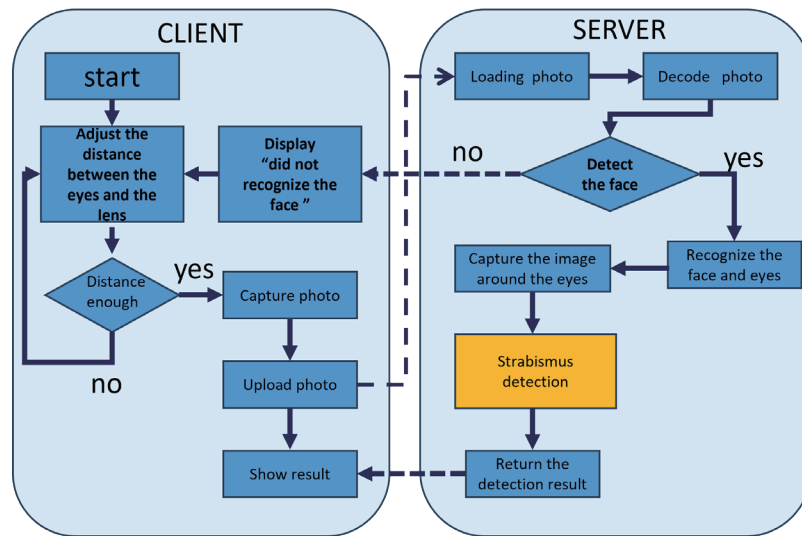 CLIENT
start
Adjust the
distance
between the
eyes and the
lens
Display
“did not
recognize the
face ”
Distance
enough
yes
no
Capture photo
Upload photo
Show result
SERVER
Loading photo
Decode photo
Detect
the face
no
yes
Recognize the
face and eyes
Capture the image
around the eyes
Strabismus
detection
Return the
detection result